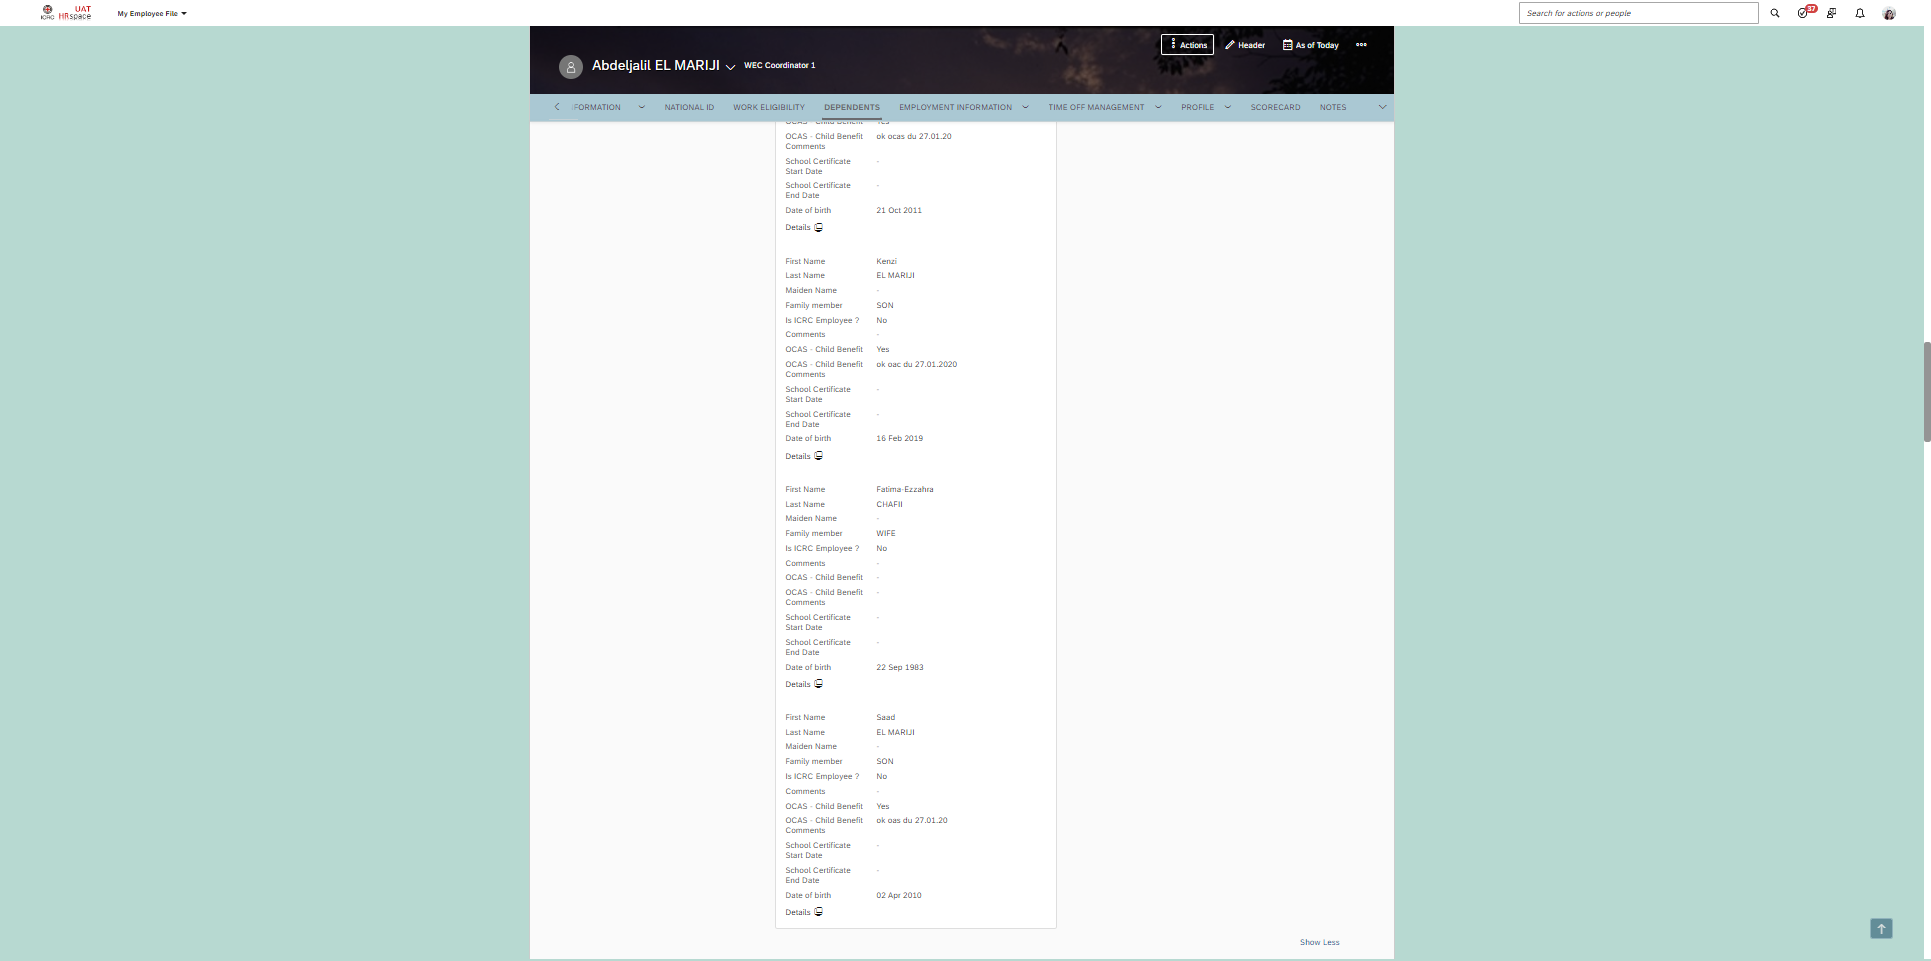 ICRC UAT HRspace
My Employee File
Search for actions or people
37
Actions
Header
As of Today
Abdeljalil EL MARIJI
WEC Coordinator 1
FORMATION
NATIONAL ID
WORK ELIGIBILITY
DEPENDENTS
EMPLOYMENT INFORMATION
TIME OFF MANAGEMENT
PROFILE
SCORECARD
NOTES
OCAS - Child Benefit Yes
OCAS - Child Benefit ok ocas du 27.01.20
Comments
School Certificate -
Start Date
School Certificate -
End Date
Date of birth 21 Oct 2011
Details
First Name Kenzi
Last Name EL MARIJI
Maiden Name -
Family member SON
Is ICRC Employee ? No
Comments -
OCAS - Child Benefit Yes
OCAS - Child Benefit ok oac du 27.01.2020
Comments
School Certificate -
Start Date
School Certificate -
End Date
Date of birth 16 Feb 2019
Details
First Name Fatima-Ezzahra
Last Name CHAFII
Maiden Name -
Family member WIFE
Is ICRC Employee ? No
Comments -
OCAS - Child Benefit -
OCAS - Child Benefit -
Comments
School Certificate -
Start Date
School Certificate -
End Date
Date of birth 22 Sep 1983
Details
First Name Saad
Last Name EL MARIJI
Maiden Name -
Family member SON
Is ICRC Employee ? No
Comments -
OCAS - Child Benefit Yes
OCAS - Child Benefit ok oas du 27.01.20
Comments
School Certificate -
Start Date
School Certificate -
End Date
Date of birth 02 Apr 2010
Details
Show Less